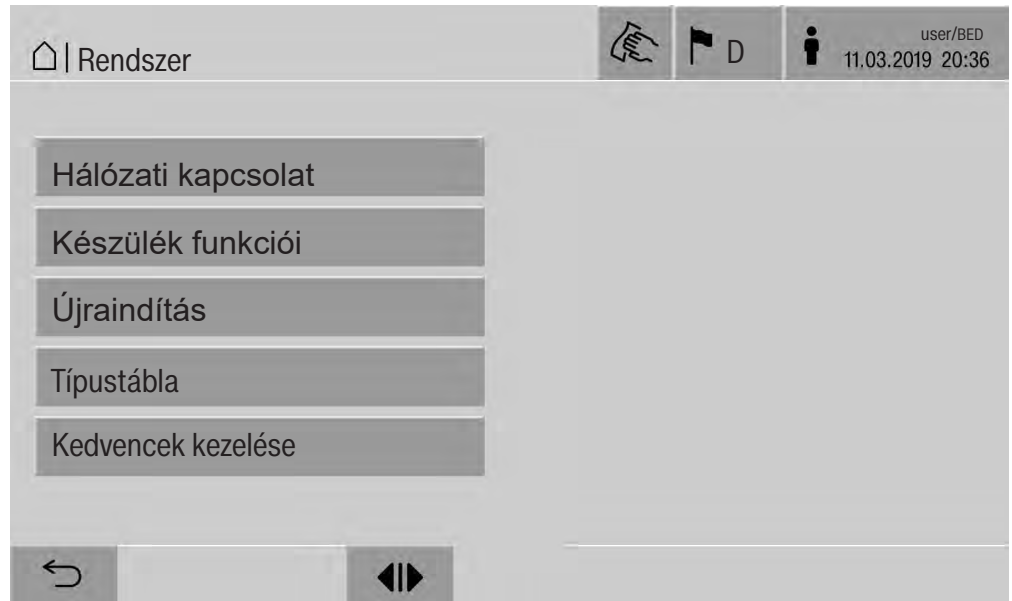 Rendszer
D
user/BED
11.03.2019 20:36
Hálózati kapcsolat
Készülék funkciói
Újraindítás
Típustábla
Kedvencek kezelése